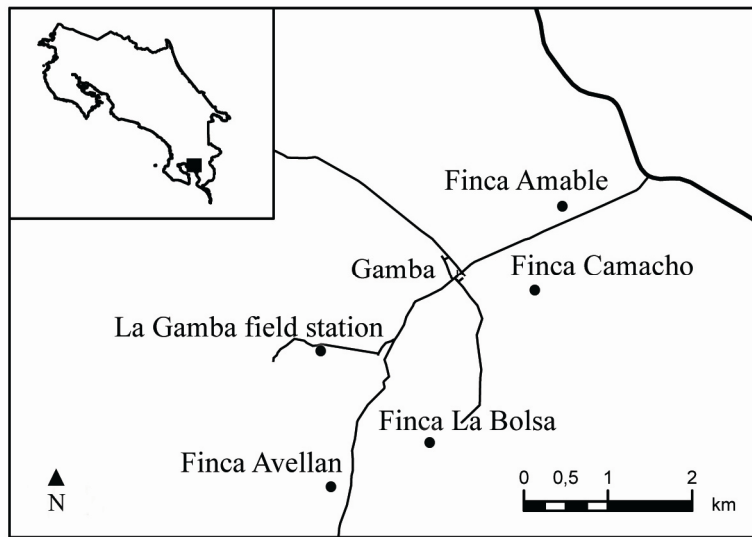 Finca Amable
Gamba
Finca Camacho
La Gamba field station
Finca La Bolsa
Finca Avellan
N
0 0,5 1 2
km